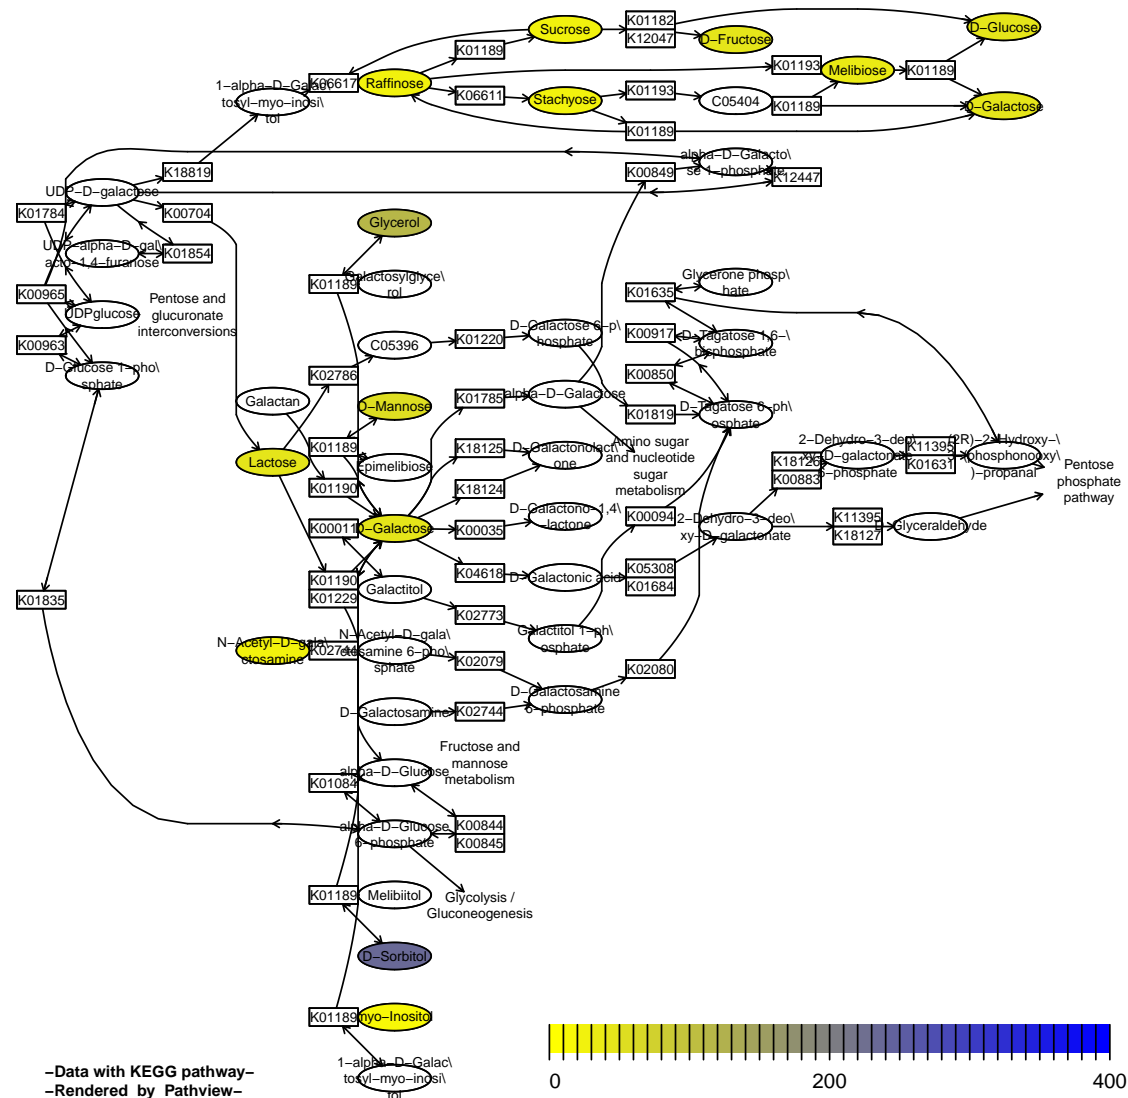 Sucrose
K01182
K12047
D−Glucose
D−Fructose
K01189
K06617
Raffinose
K01193
Melibiose
K01189
1−alpha−D−Galac\
tosyl−myo−inosi\
tol
K06611
Stachyose
K01193
C05404
K01189
D−Galactose
K01189
K18819
K00849
alpha−D−Galacto\
se 1−phosphate
K12447
UDP−D−galactose
K01784
K00704
Glycerol
UDP−alpha−D−gal\
acto−1,4−furanose
K01854
K01189
Galactosylglyce\
rol
K00965
Pentose and
glucuronate
interconversions
UDPglucose
K01635
Glycerone phosp\
hate
K00963
C05396
K01220
D−Galactose 6−p\
hosphate
K00917
D−Tagatose 1,6−\
bisphosphate
D−Glucose 1−pho\
sphate
K02786
K00850
Galactan
D−Mannose
K01785
alpha−D−Galactose
K01819
D−Tagatose 6−ph\
osphate
K01189
K18125
D−Galactonolact\
one
Amino sugar
and nucleotide
sugar
metabolism
Lactose
Epimelibiose
K01190
K18124
2−Dehydro−3−deo\
xy−D−galactonate
6−phosphate
K18126
K00883
K11395
K01631
(2R)−2−Hydroxy−\
(phosphonooxy\
)−propanal
Pentose
phosphate
pathway
K00011
D−Galactose
K00035
D−Galactono−1,4\
−lactone
K00094
2−Dehydro−3−deo\
xy−D−galactonate
K11395
K18127
D−Glyceraldehyde
K01190
K01229
Galactitol
K04618
D−Galactonic acid
K05308
K01684
K01835
K02773
Galactitol 1−ph\
osphate
N−Acetyl−D−gala\
ctosamine
K02744
N−Acetyl−D−gala\
ctosamine 6−pho\
sphate
K02079
K02080
D−Galactosamine
K02744
D−Galactosamine
6−phosphate
Fructose and
mannose
metabolism
alpha−D−Glucose
K01084
alpha−D−Glucose
6−phosphate
K00844
K00845
Glycolysis /
Gluconeogenesis
K01189
Melibiitol
D−Sorbitol
K01189
myo−Inositol
1−alpha−D−Galac\
tosyl−myo−inosi\
tol
−Data with KEGG pathway−
−Rendered by Pathview−
0
200
400